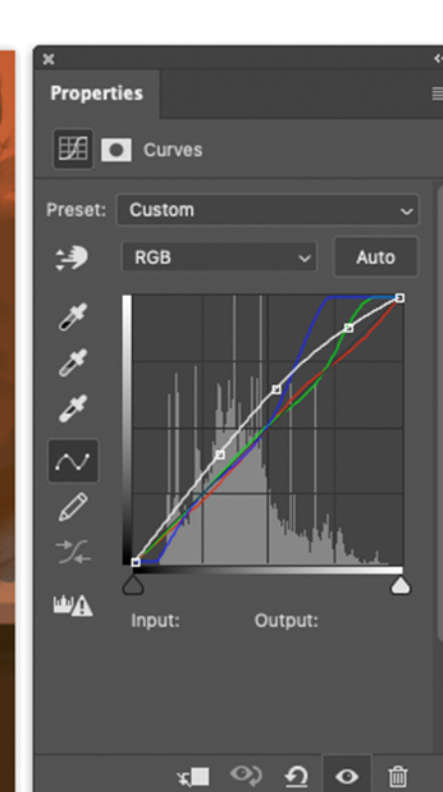 Properties
Curves
Preset: Custom
RGB Auto
Input: Output: